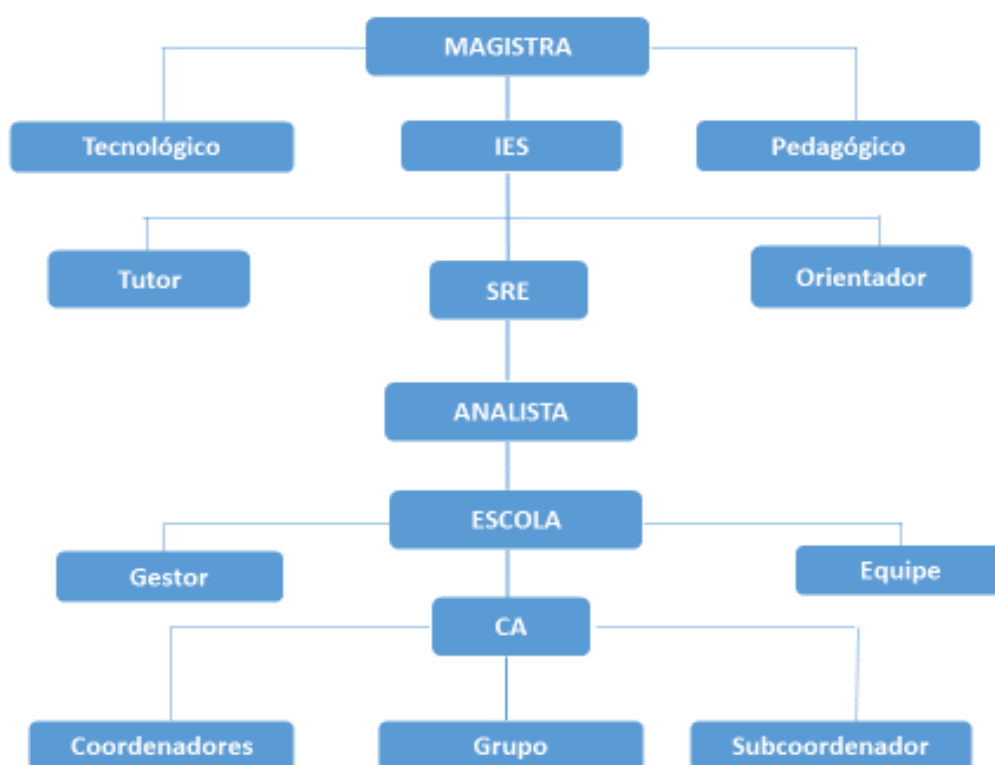 MAGISTRA
Tecnológico
IES
Pedagógico
Tutor
SRE
Orientador
ANALISTA
ESCOLA
Gestor
Equipe
CA
Coordenadores
Grupo
Subcoordenador